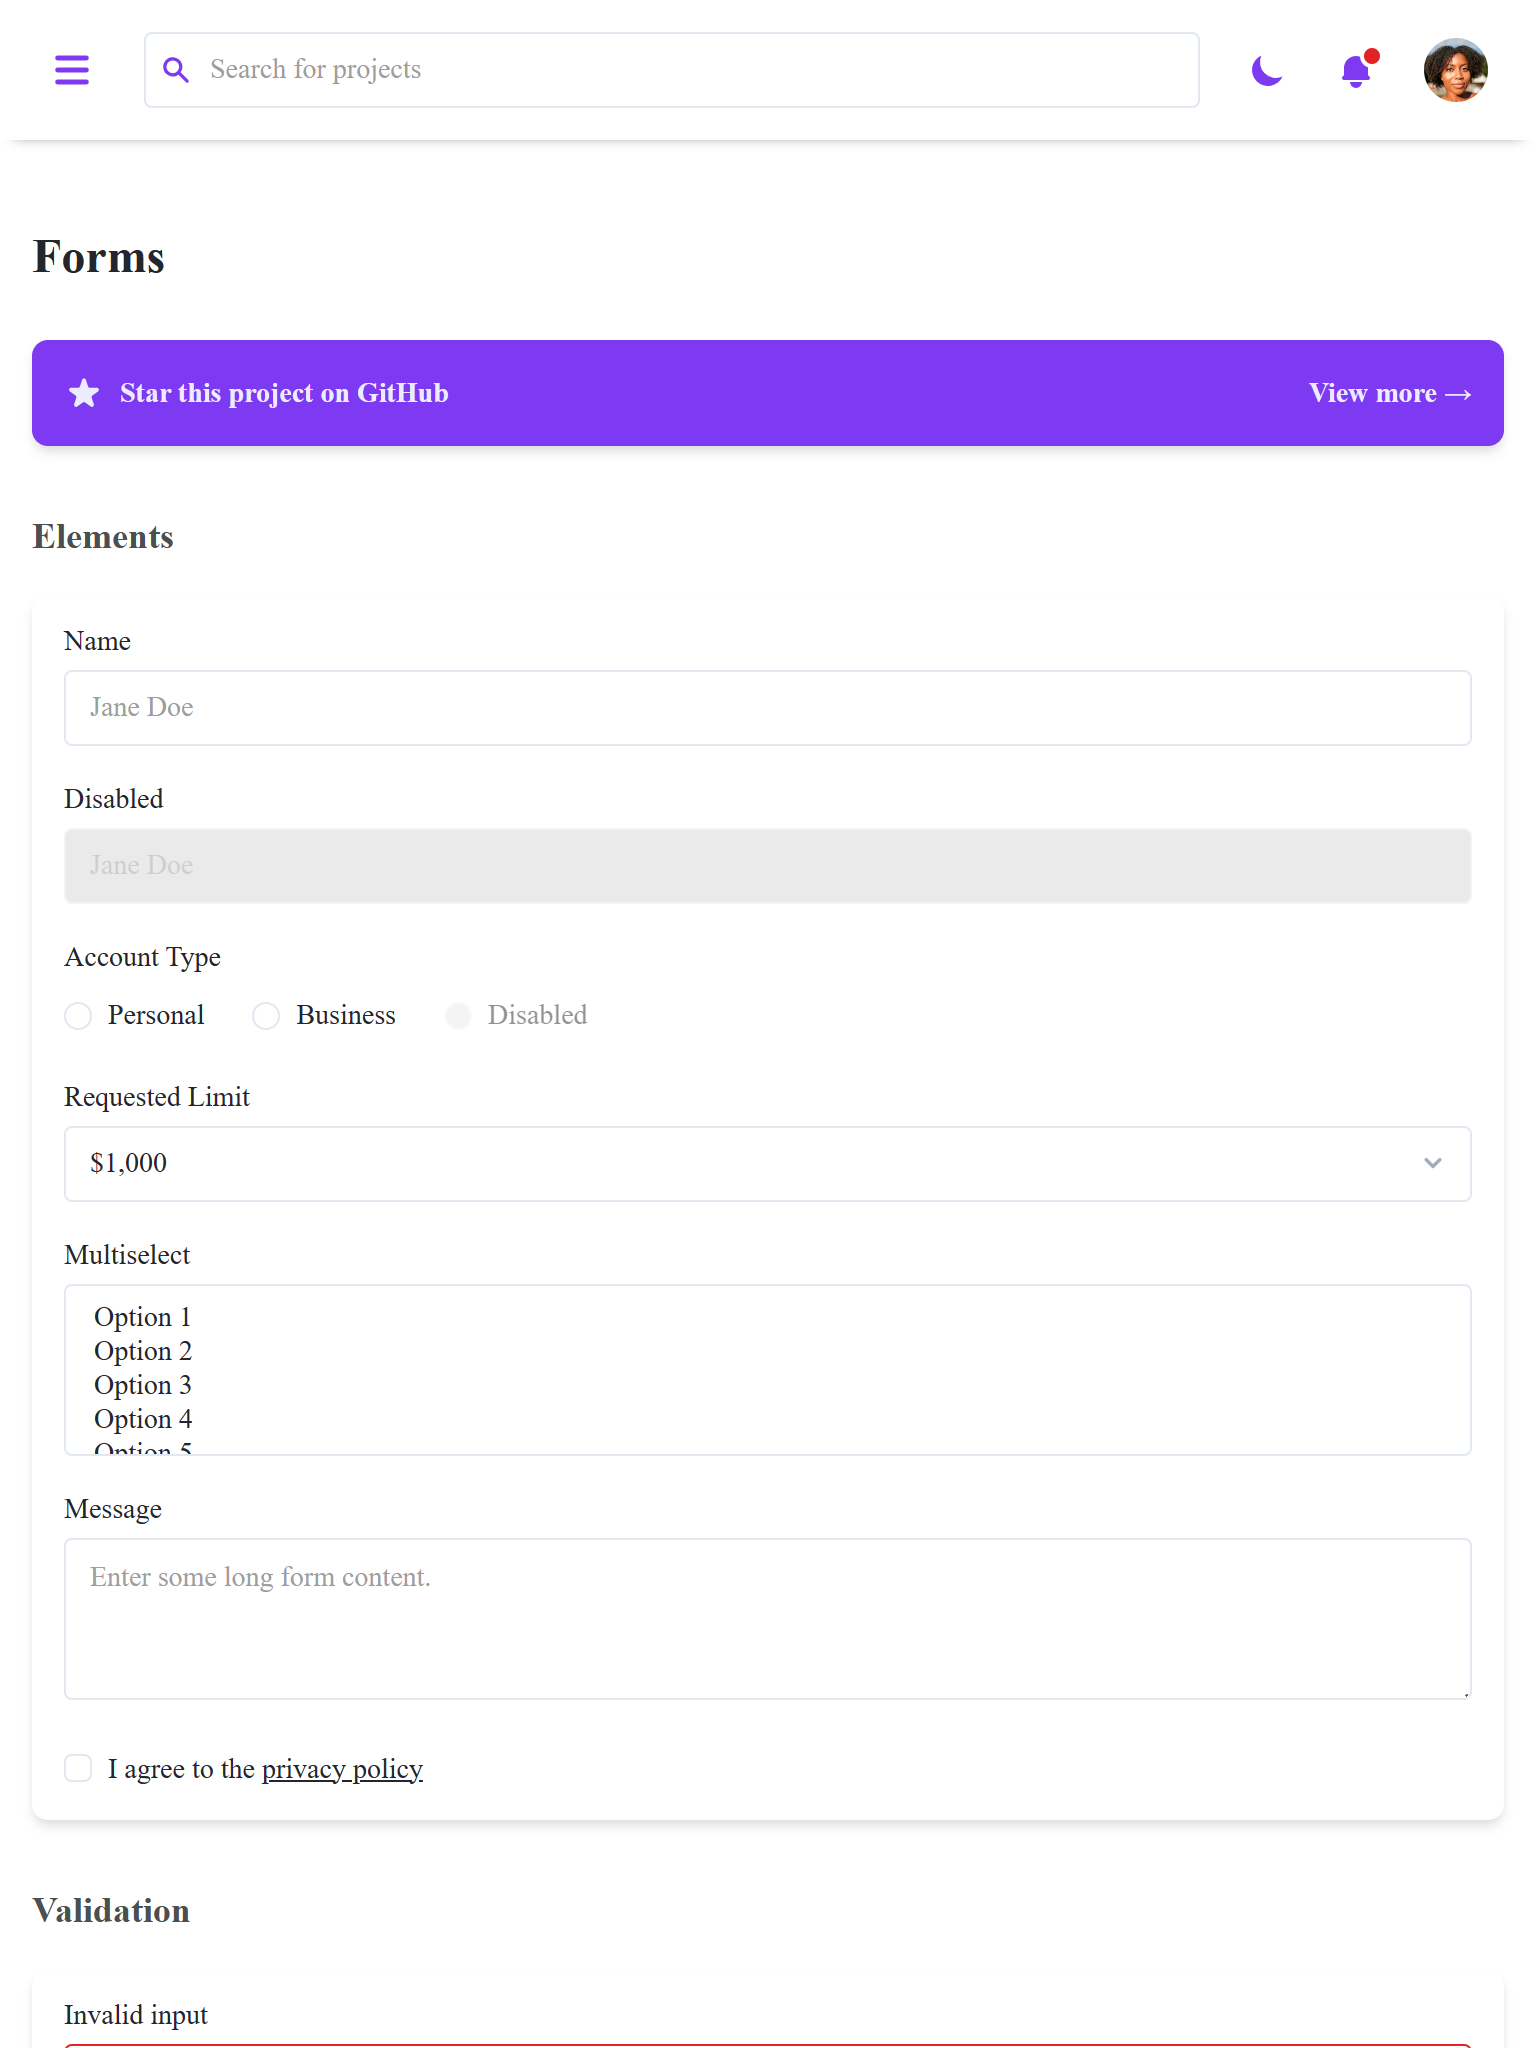 Search for projects
Forms
Star this project on GitHub
View more →
Elements
Name
Jane Doe
Disabled
Jane Doe
Account Type
Personal
Business
Disabled
Requested Limit
$1,000
Multiselect
Option 1
Option 2
Option 3
Option 4
Option 5
Message
Enter some long form content.
I agree to the privacy policy
Validation
Invalid input